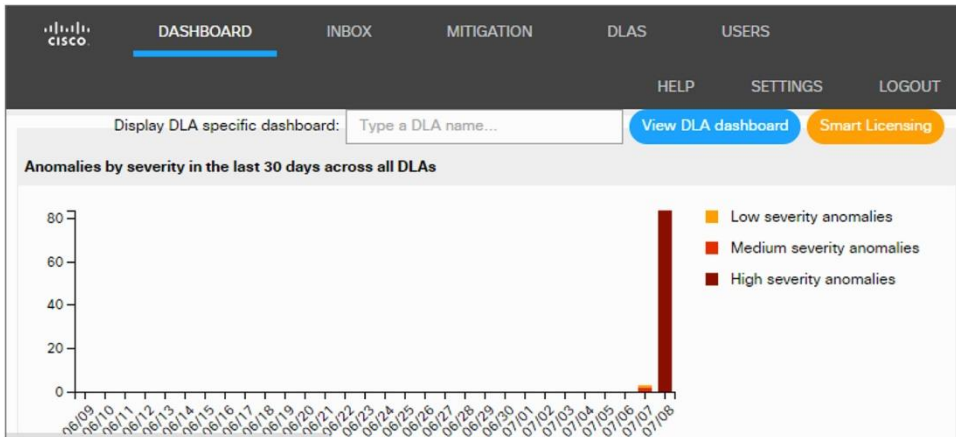 CISCO.
DASHBOARD
INBOX
MITIGATION
DLAS
USERS
HELP
SETTINGS
LOGOUT
Display DLA specific dashboard:
Type a DLA name...
View DLA dashboard
Smart Licensing
Anomalies by severity in the last 30 days across all DLAs
80
60
40
20
0
Low severity anomalies
Medium severity anomalies
High severity anomalies
06/09
06/10
06/11
06/12
06/13
06/14
06/15
06/16
06/17
06/18
06/19
06/20
06/21
06/22
06/23
06/24
06/25
06/26
06/27
06/28
06/29
06/30
07/01
07/02
07/03
07/04
07/05
07/06
07/07
07/08